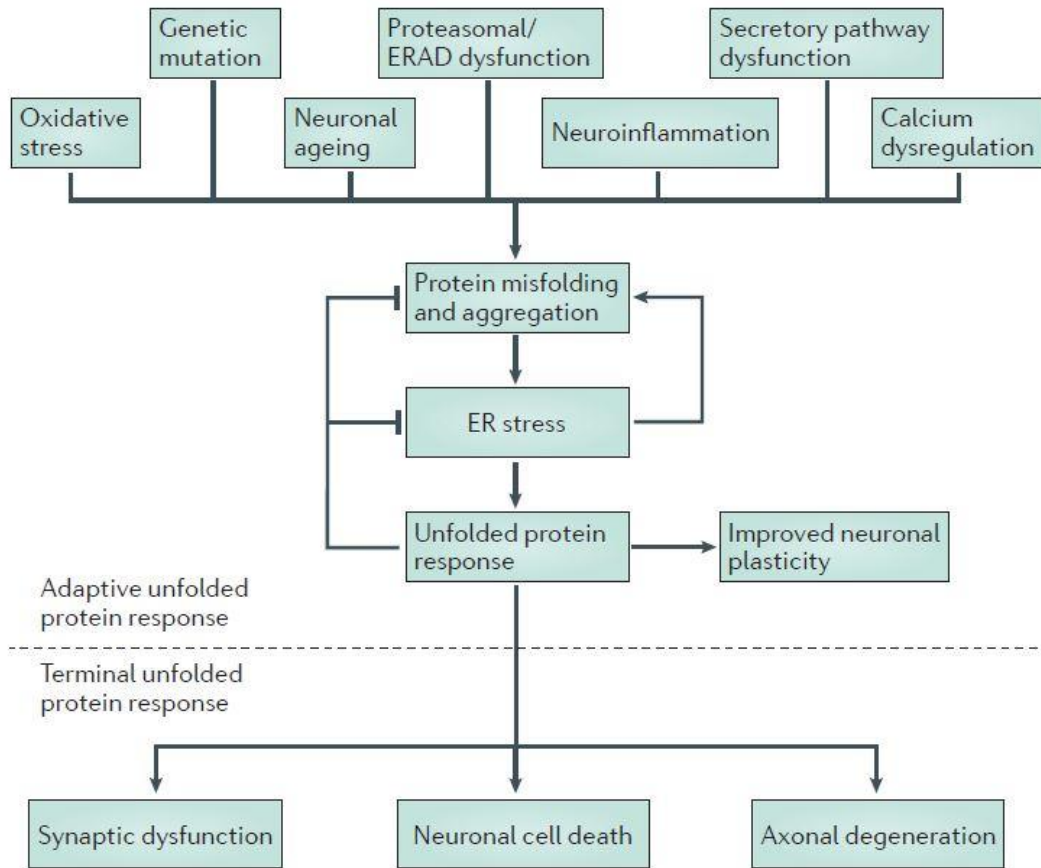 Genetic
mutation
Proteasomal/
ERAD dysfunction
Secretory pathway
dysfunction
Oxidative
stress
Neuronal
ageing
Neuroinflammation
Calcium
dysregulation
Protein misfolding
and aggregation
ER stress
Unfolded protein
response
Improved neuronal
plasticity
Adaptive unfolded
protein response
Terminal unfolded
protein response
Synaptic dysfunction
Neuronal cell death
Axonal degeneration